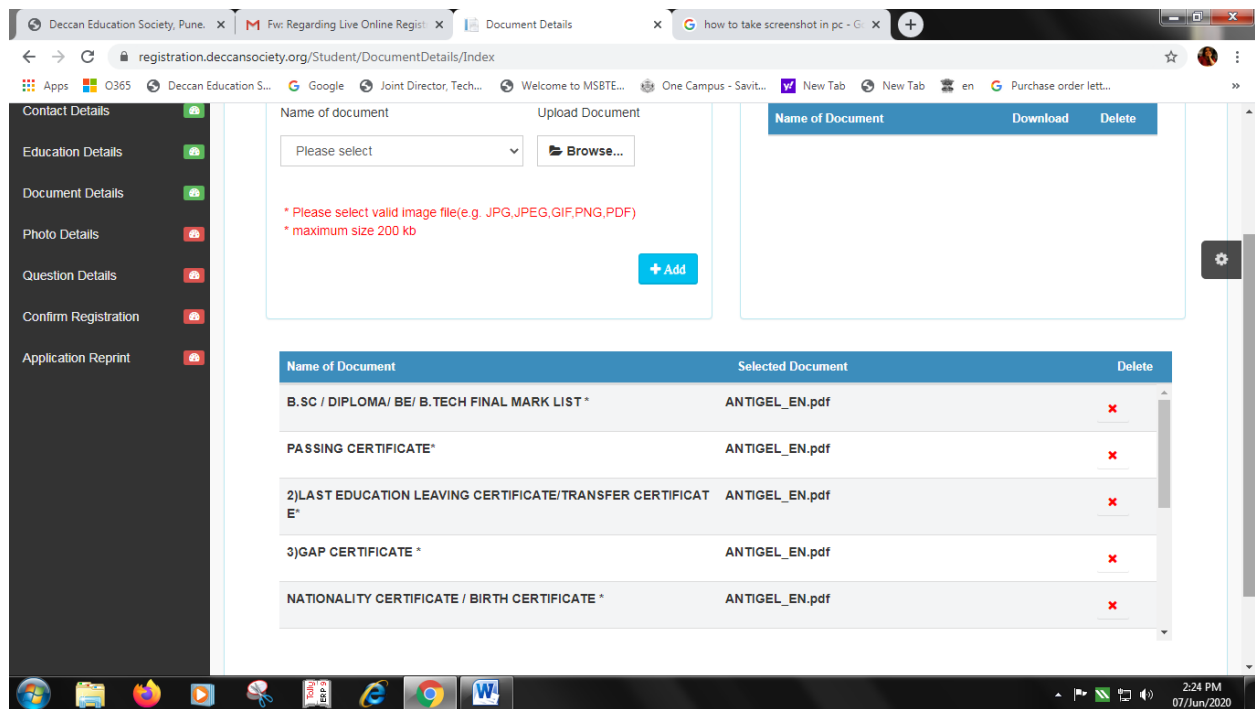 Deccan Education Society, Pune.
Fw: Regarding Live Online Regist
Document Details
how to take screenshot in pc - G
registration.deccansociety.org/Student/DocumentDetails/Index
Apps O365 Deccan Education S... Google Joint Director, Tech... Welcome to MSBTE... One Campus - Savit... New Tab New Tab en Purchase order lett... »
Contact Details
Education Details
Document Details
Photo Details
Question Details
Confirm Registration
Application Reprint
Name of document Upload Document
Please select Browse...
* Please select valid image file(e.g. JPG,JPEG,GIF,PNG,PDF)
* maximum size 200 kb
+ Add
Name of Document Download Delete
Name of Document Selected Document Delete
B.SC / DIPLOMA/ BE/ B.TECH FINAL MARK LIST * ANTIGEL_EN.pdf
PASSING CERTIFICATE* ANTIGEL_EN.pdf
2)LAST EDUCATION LEAVING CERTIFICATE/TRANSFER CERTIFICAT ANTIGEL_EN.pdf
E*
3)GAP CERTIFICATE * ANTIGEL_EN.pdf
NATIONALITY CERTIFICATE / BIRTH CERTIFICATE * ANTIGEL_EN.pdf
Tally ERP 9
W
2:24 PM
07/Jun/2020